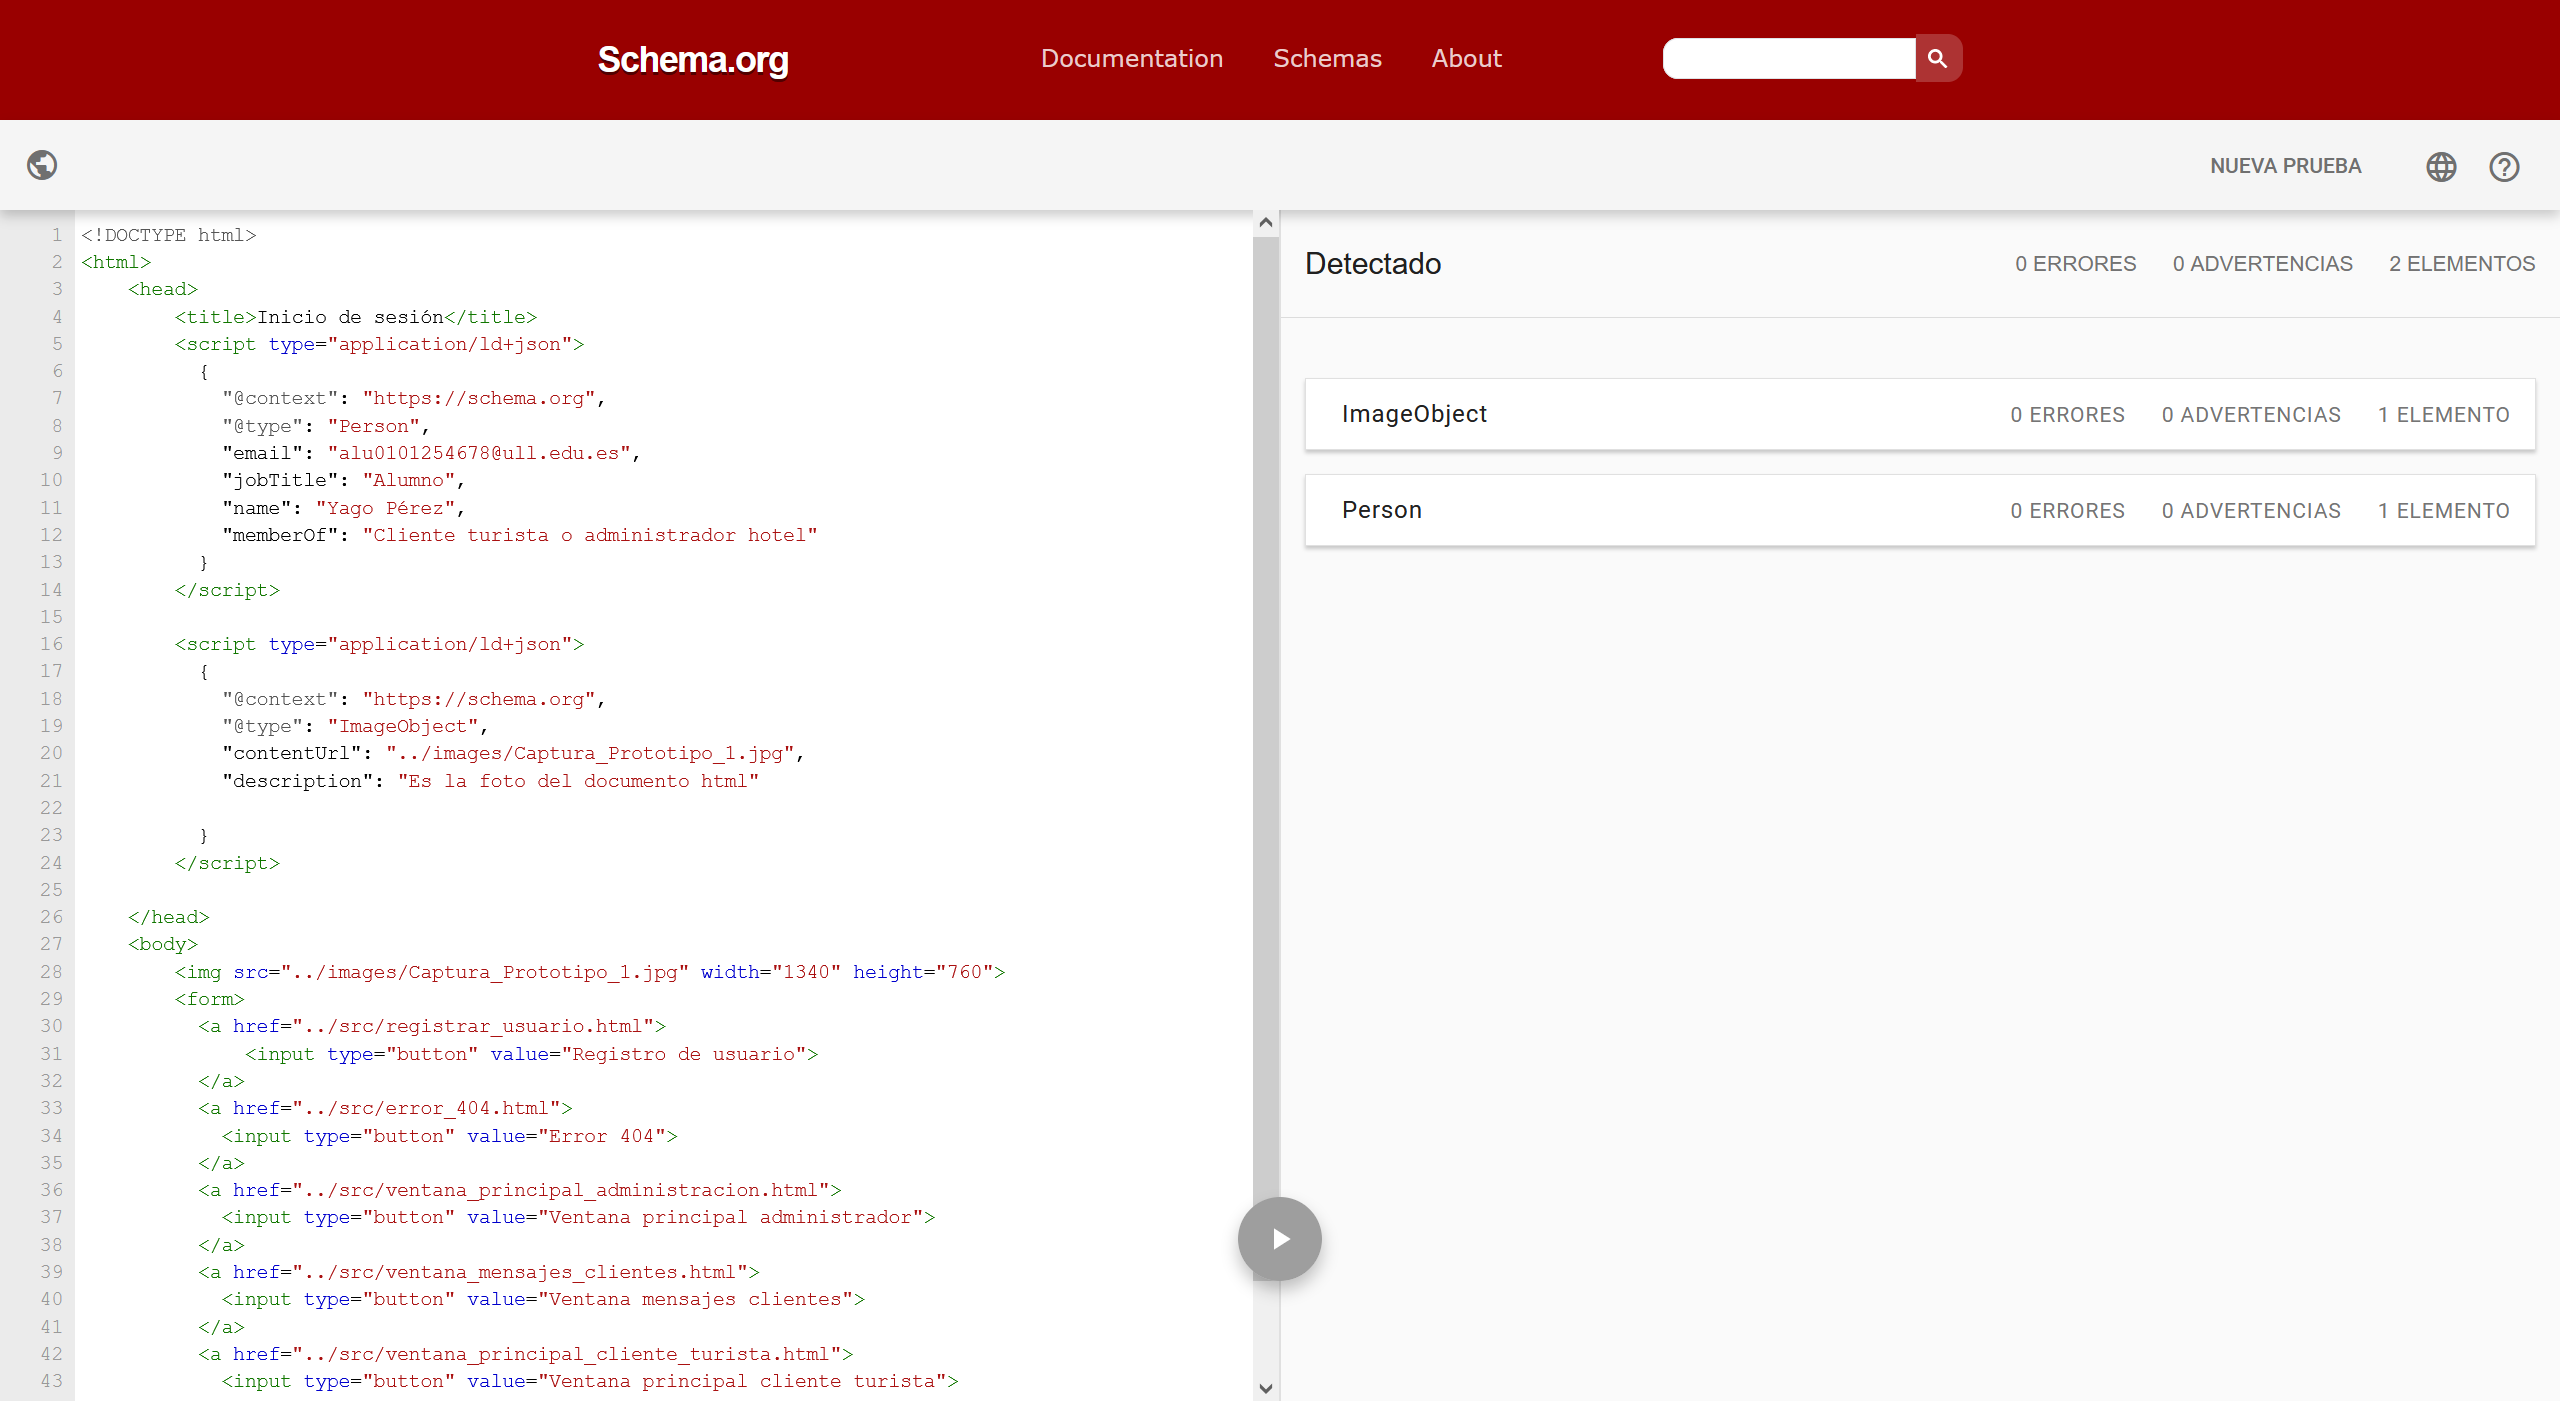 Schema.org Documentation Schemas About
NUEVA PRUEBA
1 <!DOCTYPE html>
2 <html>
3 <head>
4 <title>Inicio de sesión</title>
5 <script type="application/ld+json">
6 {
7 "@context": "https://schema.org",
8 "@type": "Person",
9 "email": "alu0101254678@ull.edu.es",
10 "jobTitle": "Alumno",
11 "name": "Yago Pérez",
12 "memberOf": "Cliente turista o administrador hotel"
13 }
14 </script>
15
16 <script type="application/ld+json">
17 {
18 "@context": "https://schema.org",
19 "@type": "ImageObject",
20 "contentUrl": "../images/Captura_Prototipo_1.jpg",
21 "description": "Es la foto del documento html"
22
23 }
24 </script>
25
26 </head>
27 <body>
28 <img src="../images/Captura_Prototipo_1.jpg" width="1340" height="760">
29 <form>
30 <a href="../src/registrar_usuario.html">
31 <input type="button" value="Registro de usuario">
32 </a>
33 <a href="../src/error_404.html">
34 <input type="button" value="Error 404">
35 </a>
36 <a href="../src/ventana_principal_administracion.html">
37 <input type="button" value="Ventana principal administrador">
38 </a>
39 <a href="../src/ventana_mensajes_clientes.html">
40 <input type="button" value="Ventana mensajes clientes">
41 </a>
42 <a href="../src/ventana_principal_cliente_turista.html">
43 <input type="button" value="Ventana principal cliente turista">
Detectado 0 ERRORES 0 ADVERTENCIAS 2 ELEMENTOS
ImageObject 0 ERRORES 0 ADVERTENCIAS 1 ELEMENTO
Person 0 ERRORES 0 ADVERTENCIAS 1 ELEMENTO